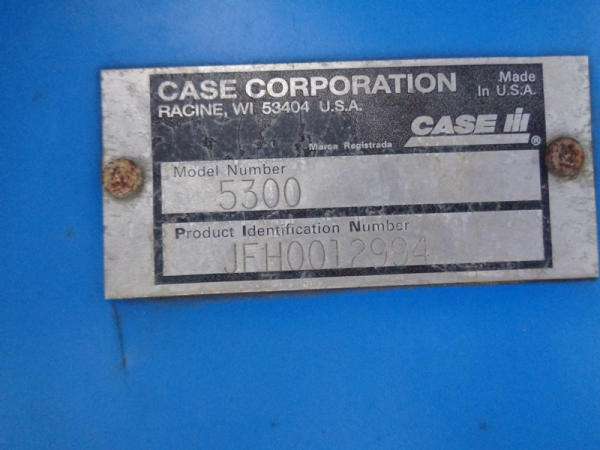 CASE CORPORATION
RACINE, WI 53404 U.S.A.
Made
In U.S.A.
CASE IH
®
Marca Registrada
Model Number
5300
Product Identification Number
JFH0012994